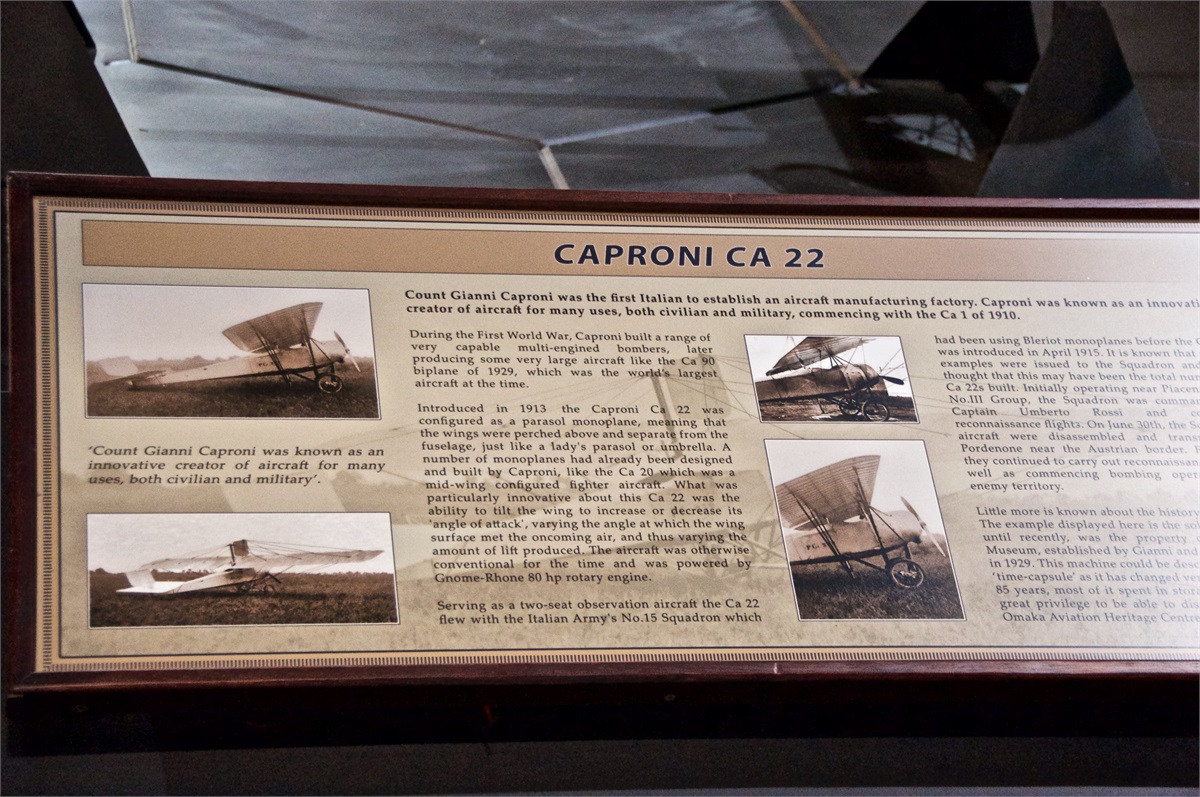 CAPRONI CA 22
Count Gianni Caproni was the first Italian to establish an aircraft manufacturing factory. Caproni was known as an
creator of aircraft for many uses, both civilian and military, commencing with the Ca 1 of 1910.
'Count Gianni Caproni was known as an
innovative creator of aircraft for many
uses, both civilian and military'.
During the First World War, Caproni built a range of
very capable multi-engined bombers, later
producing some very large aircraft like the Ca 90
biplane of 1929, which was the world's largest
aircraft at the time.
Introduced in 1913 the Caproni Ca 22 was
configured as a parasol monoplane, meaning that
the wings were perched above and separate from the
fuselage, just like a lady's parasol or umbrella. A
number of monoplanes had already been designed
and built by Caproni, like the Ca 20 which was a
mid-wing configured fighter aircraft. What was
particularly innovative about this Ca 22 was the
ability to tilt the wing to increase or decrease its
'angle of attack', varying the angle at which the wing
surface met the oncoming air, and thus varying the
amount of lift produced. The aircraft was otherwise
conventional for the time and was powered by
Gnome-Rhone 80 hp rotary engine.
Serving as a two-seat observation aircraft the Ca 22
flew with the Italian Army's No.15 Squadron which
had been using Bleriot monoplanes before the
was introduced in April 1915. It is known that
examples were issued to the Squadron and
thought that this may have been the total
Ca 22s built. Initially operating near
No.III Group, the Squadron was
Captain Umberto Rossi and
reconnaissance flights. On June 30th, the
aircraft were disassembled and
Pordenone near the Austrian border.
they continued to carry out
well as commencing bombing
enemy territory.
Little more is known about the history
The example displayed here is the
until recently, was the property
Museum, established by Gianni and
in 1929. This machine could be
'time-capsule' as it has changed
85 years, most of it spent in
great privilege to be able to
Omaka Aviation Heritage Centre